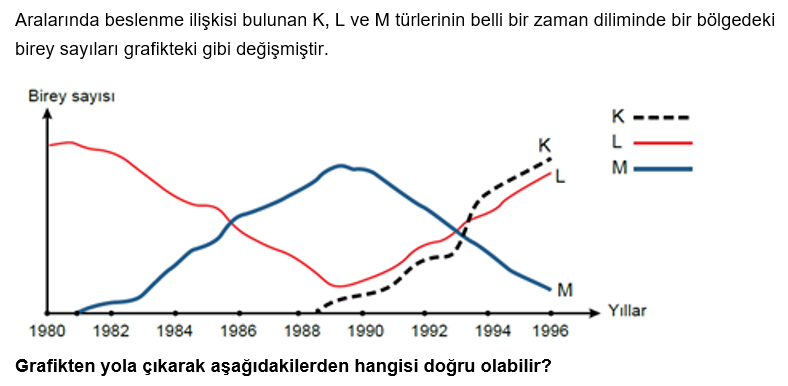 Aralarında beslenme ilişkisi bulunan K, L ve M türlerinin belli bir zaman diliminde bir bölgedeki
birey sayıları grafikteki gibi değişmiştir.
Birey sayısı
K
L
M
K
L
M
Yıllar
1980 1982 1984 1986 1988 1990 1992 1994 1996
Grafikten yola çıkarak aşağıdakilerden hangisi doğru olabilir?